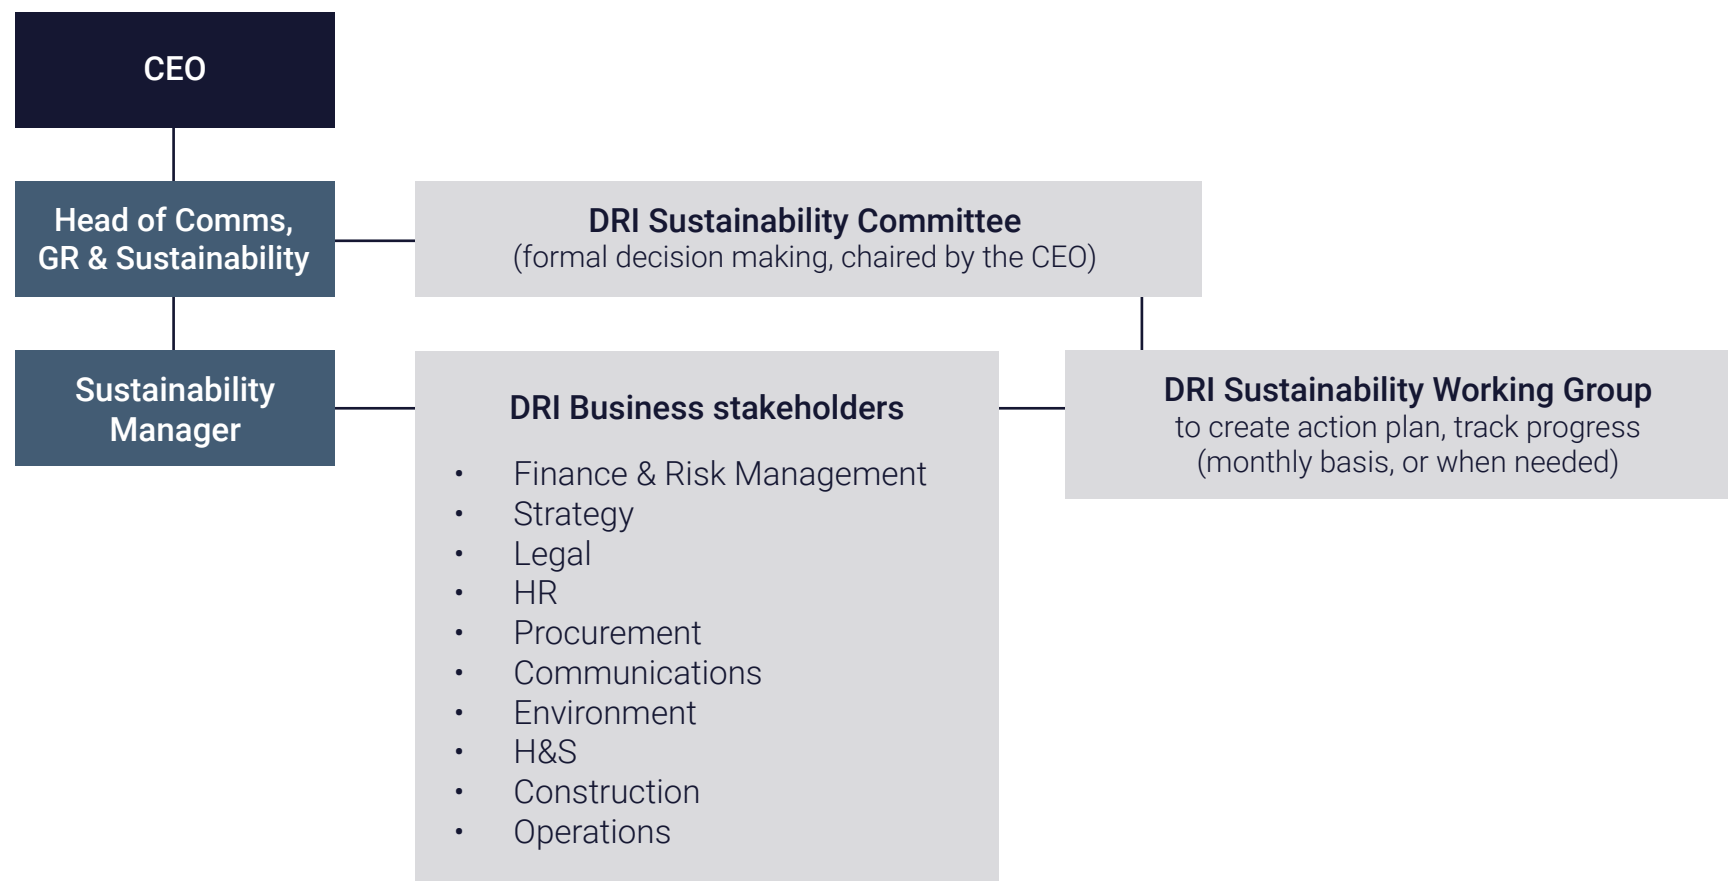 CEO
Head of Comms,
GR & Sustainability
DRI Sustainability Committee
(formal decision making, chaired by the CEO)
Sustainability
Manager
DRI Business stakeholders
• Finance & Risk Management
• Strategy
• Legal
• HR
• Procurement
• Communications
• Environment
• H&S
• Construction
• Operations
DRI Sustainability Working Group
to create action plan, track progress
(monthly basis, or when needed)